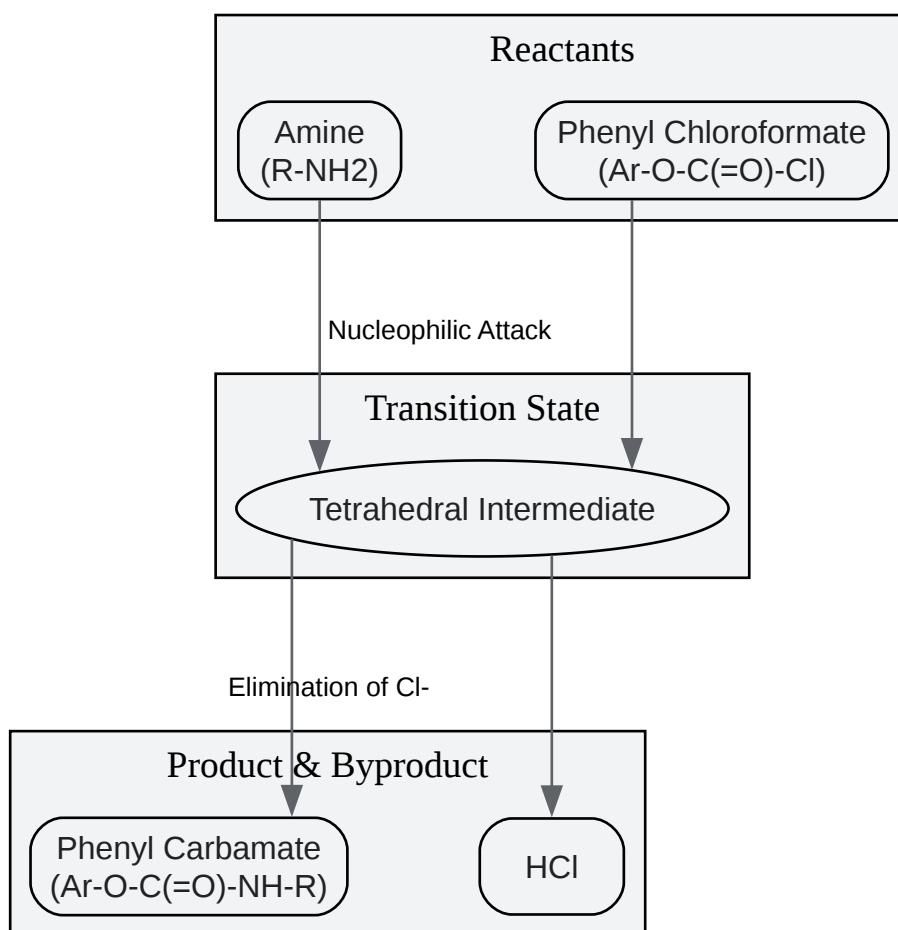 Reactants
Amine
(R-NH2)
Phenyl Chloroformate
(Ar-O-C(=O)-Cl)
Nucleophilic Attack
Transition State
Tetrahedral Intermediate
Elimination of Cl-
Product & Byproduct
Phenyl Carbamate
(Ar-O-C(=O)-NH-R)
HCl